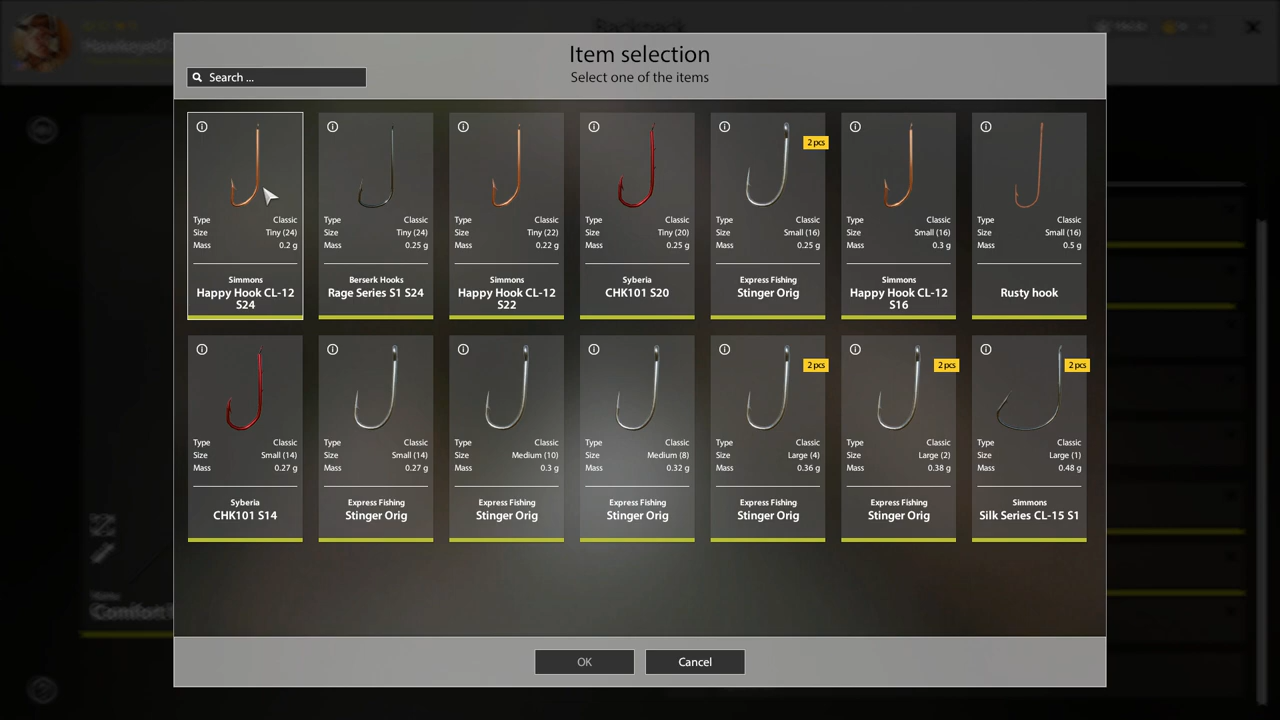 Item selection
Select one of the items
Search ...
Type Classic
Size Tiny (24)
Mass 0.2 g
Simmons
Happy Hook CL-12
S24
Type Classic
Size Tiny (24)
Mass 0.25 g
Berserk Hooks
Rage Series S1 S24
Type Classic
Size Tiny (22)
Mass 0.22 g
Simmons
Happy Hook CL-12
S22
Type Classic
Size Tiny (20)
Mass 0.25 g
Syberia
CHK101 S20
2 pcs
Type Classic
Size Small (16)
Mass 0.25 g
Express Fishing
Stinger Orig
Type Classic
Size Small (16)
Mass 0.3 g
Simmons
Happy Hook CL-12
S16
Type Classic
Size Small (16)
Mass 0.5 g
Rusty hook
Type Classic
Size Small (14)
Mass 0.27 g
Syberia
CHK101 S14
Type Classic
Size Small (14)
Mass 0.27 g
Express Fishing
Stinger Orig
Type Classic
Size Medium (10)
Mass 0.3 g
Express Fishing
Stinger Orig
Type Classic
Size Medium (8)
Mass 0.32 g
Express Fishing
Stinger Orig
2 pcs
Type Classic
Size Large (4)
Mass 0.36 g
Express Fishing
Stinger Orig
2 pcs
Type Classic
Size Large (2)
Mass 0.38 g
Express Fishing
Stinger Orig
2 pcs
Type Classic
Size Large (1)
Mass 0.48 g
Simmons
Silk Series CL-15 S1
OK
Cancel